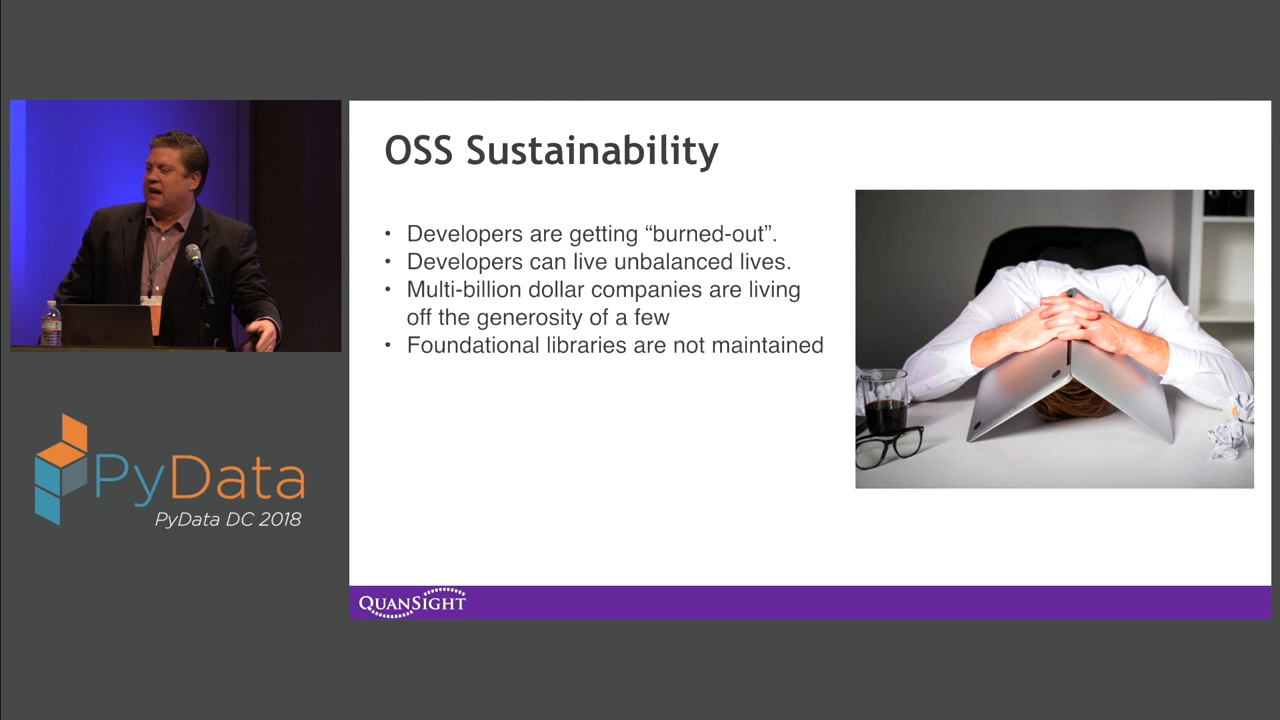 OSS Sustainability
• Developers are getting “burned-out”.
• Developers can live unbalanced lives.
• Multi-billion dollar companies are living
off the generosity of a few
• Foundational libraries are not maintained
PyData
PyData DC 2018
QUANSIGHT